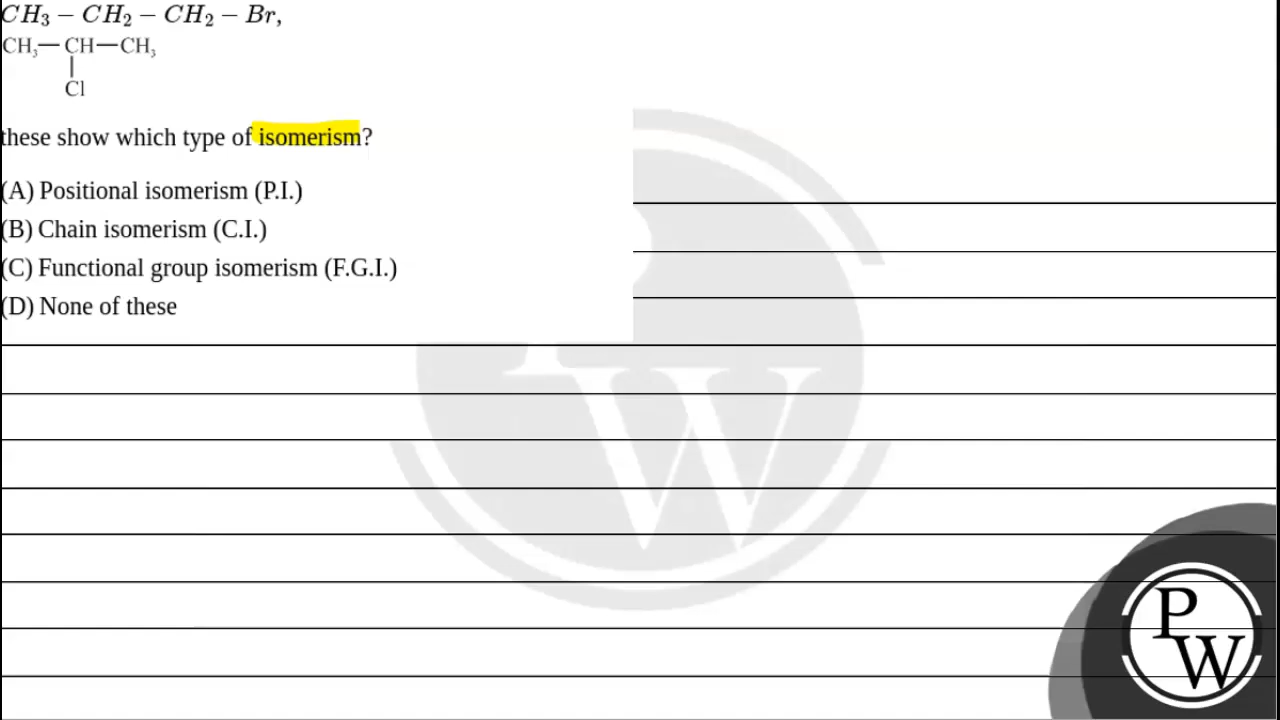 CH₃ − CH₂ − CH₂ − Br,
CH₃—CH—CH₃
|
Cl
these show which type of isomerism?
(A) Positional isomerism (P.I.)
(B) Chain isomerism (C.I.)
(C) Functional group isomerism (F.G.I.)
(D) None of these
W
P
W